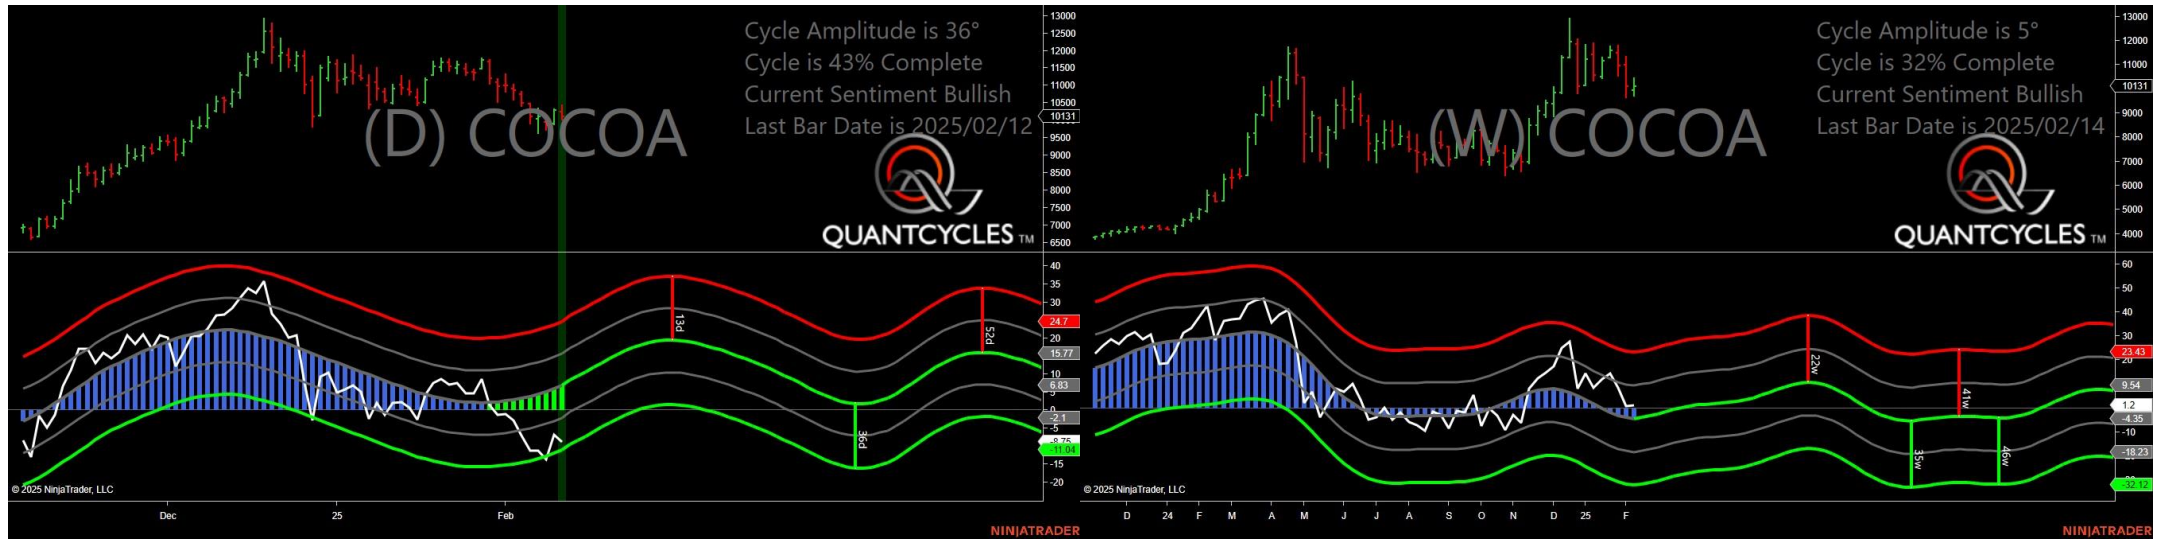 Cycle Amplitude is 36°
Cycle is 43% Complete
Current Sentiment Bullish
Last Bar Date is 2025/02/12
(D) COCOA
QUANTCYCLES TM
13000
12500
12000
11500
11000
10500
10131
9500
9000
8500
8000
7500
7000
6500
40
35
30
24.7
20
15.77
10
6.83
5
0
-2.1
-5
-8.75
-11.04
-15
-20
13d
36d
52d
© 2025 NinjaTrader, LLC
Dec
25
Feb
NINJATRADER
Cycle Amplitude is 5°
Cycle is 32% Complete
Current Sentiment Bullish
Last Bar Date is 2025/02/14
(W) COCOA
QUANTCYCLES TM
13000
12000
11000
10131
9000
8000
7000
6000
5000
4000
60
50
40
30
23.43
20
9.54
1.2
-4.35
-10
-18.23
-32.12
22w
35w
41w
46w
© 2025 NinjaTrader, LLC
D 24 F M A M J J A S O N D 25 F
NINJATRADER